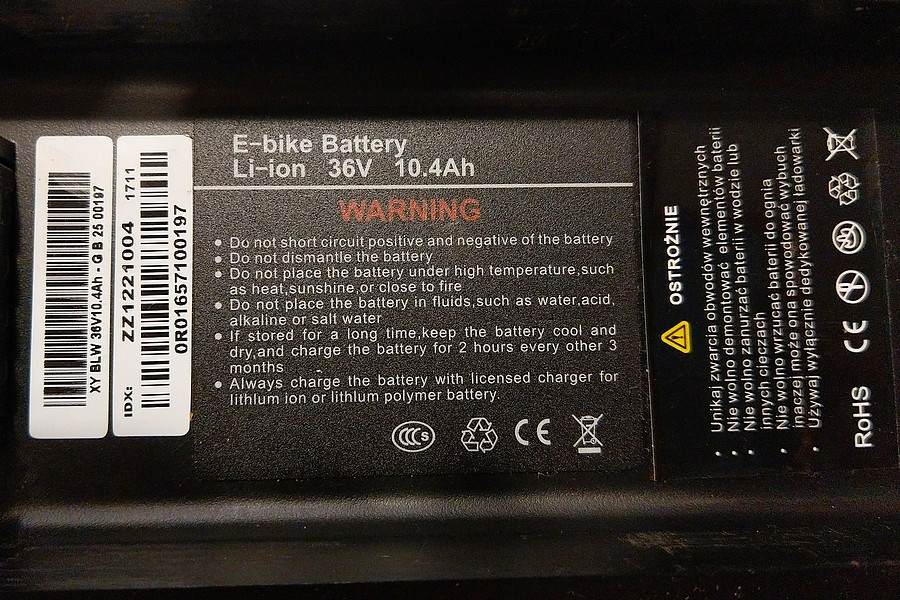 XY BLW 36V10.4Ah - G B 25 00197
IDX: ZZ12221004 1711
0R01657100197
E-bike Battery
Li-ion 36V 10.4Ah
WARNING
● Do not short circuit positive and negative of the battery
● Do not dismantle the battery
● Do not place the battery under high temperature,such
as heat,sunshine,or close to fire
● Do not place the battery in fluids,such as water,acid,
alkaline or salt water
● If stored for a long time,keep the battery cool and
dry,and charge the battery for 2 hours every other 3
months
● Always charge the battery with licensed charger for
lithium ion or lithium polymer battery.
CCC S
CE
OSTROŻNIE
• Unikaj zwarcia obwodów wewnętrznych
• Nie wolno demontować elementów baterii
• Nie wolno zanurzać baterii w wodzie lub
innych cieczach
• Nie wolno wrzucać baterii do ognia
inaczej może ona spowodować wybuch
• Używaj wyłącznie dedykowanej ładowarki
RoHS CE